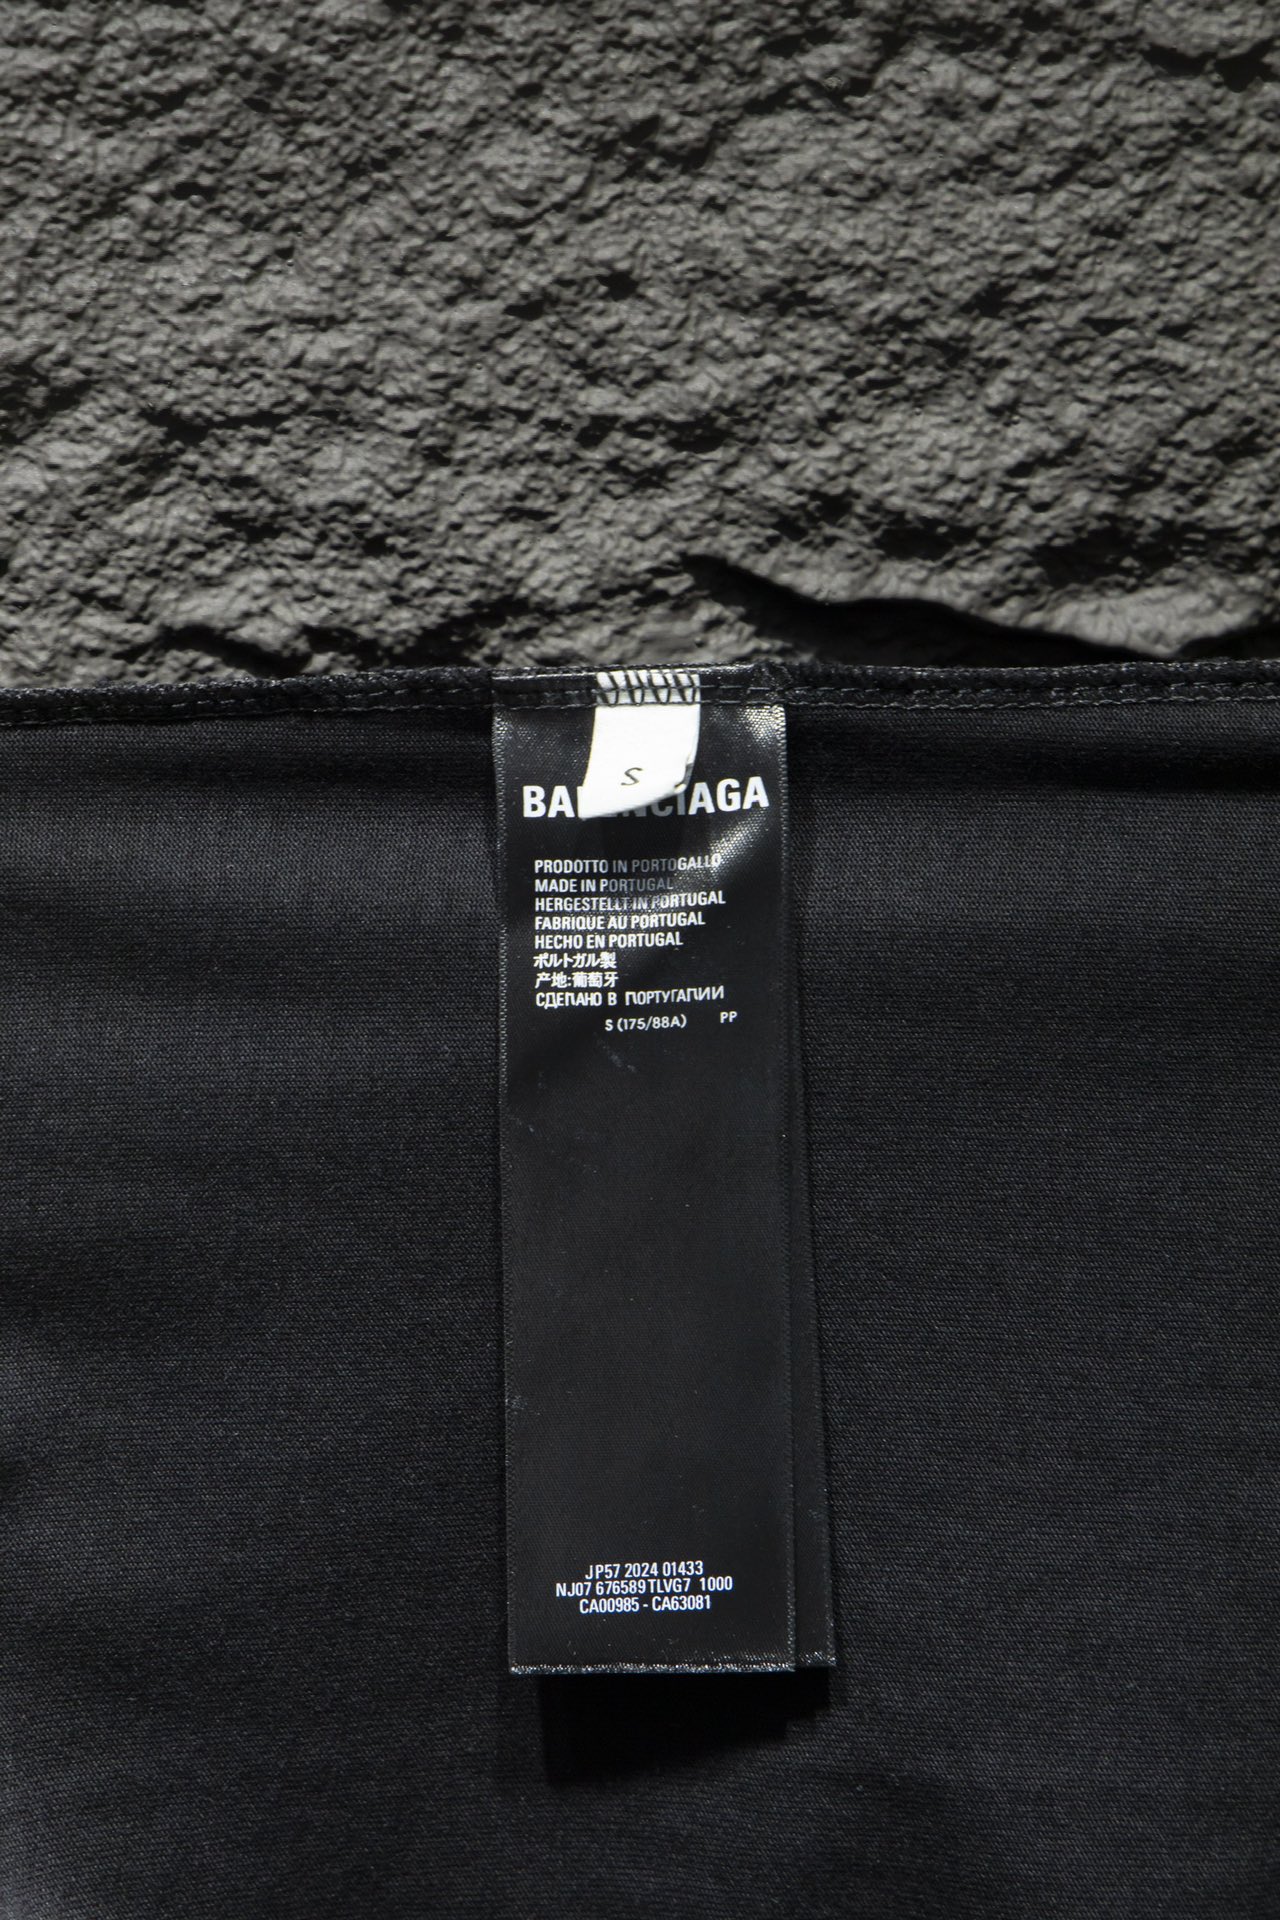 S
BALENCIAGA
PRODOTTO IN PORTOGALLO
MADE IN PORTUGAL
HERGESTELLT IN PORTUGAL
FABRIQUE AU PORTUGAL
HECHO EN PORTUGAL
ポルトガル製
产地:葡萄牙
СДЕЛАНО В ПОРТУГАЛИИ
S (175/88A) PP
JP57 2024 01433
NJ07 676589 TLVG7 1000
CA00985 - CA63081